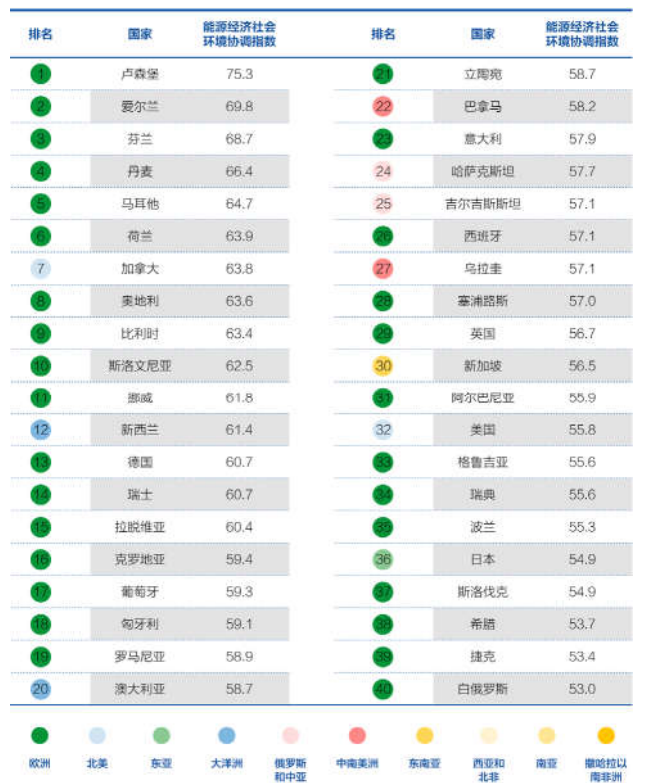 排名 国家 能源经济社会
环境协调指数
1 卢森堡 75.3
2 爱尔兰 69.8
3 芬兰 68.7
4 丹麦 66.4
5 马耳他 64.7
6 荷兰 63.9
7 加拿大 63.8
8 奥地利 63.6
9 比利时 63.4
10 斯洛文尼亚 62.5
11 挪威 61.8
12 新西兰 61.4
13 德国 60.7
14 瑞士 60.7
15 拉脱维亚 60.4
16 克罗地亚 59.4
17 葡萄牙 59.3
18 匈牙利 59.1
19 罗马尼亚 58.9
20 澳大利亚 58.7
排名 国家 能源经济社会
环境协调指数
21 立陶宛 58.7
22 巴拿马 58.2
23 意大利 57.9
24 哈萨克斯坦 57.7
25 吉尔吉斯斯坦 57.1
26 西班牙 57.1
27 乌拉圭 57.1
28 塞浦路斯 57.0
29 英国 56.7
30 新加坡 56.5
31 阿尔巴尼亚 55.9
32 美国 55.8
33 格鲁吉亚 55.6
34 瑞典 55.6
35 波兰 55.3
36 日本 54.9
37 斯洛伐克 54.9
38 希腊 53.7
39 捷克 53.4
40 白俄罗斯 53.0
欧洲 北美 东亚 大洋洲 俄罗斯 中南美洲 东南亚 西亚和 南亚 撒哈拉以
和中亚 北非 南非洲